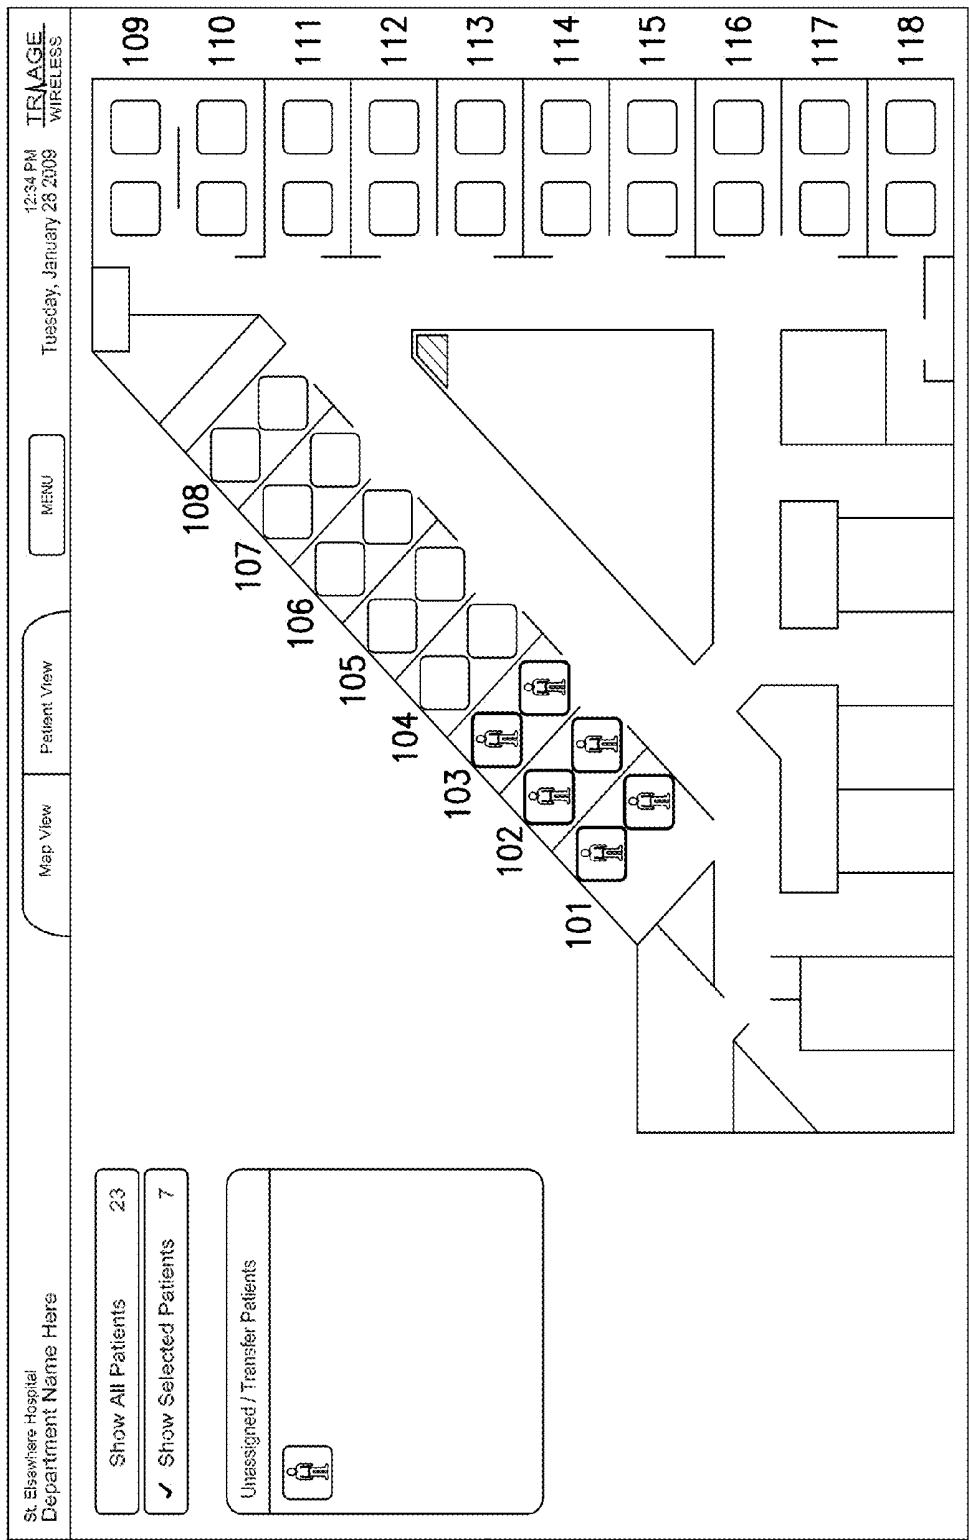 St. Elsewhere Hospital
Department Name Here
Map View
Patient View
MENU
12:34 PM
Tuesday, January 28 2009
TRIAGE
WIRELESS
Show All Patients 23
✓ Show Selected Patients 7
Unassigned / Transfer Patients
101
102
103
104
105
106
107
108
109
110
111
112
113
114
115
116
117
118